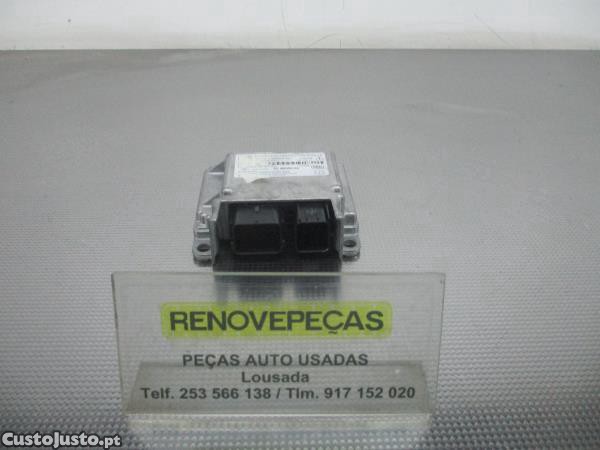 RENOVEPEÇAS
PEÇAS AUTO USADAS
Lousada
Telf. 253 566 138 / Tlm. 917 152 020
CustoJusto.pt